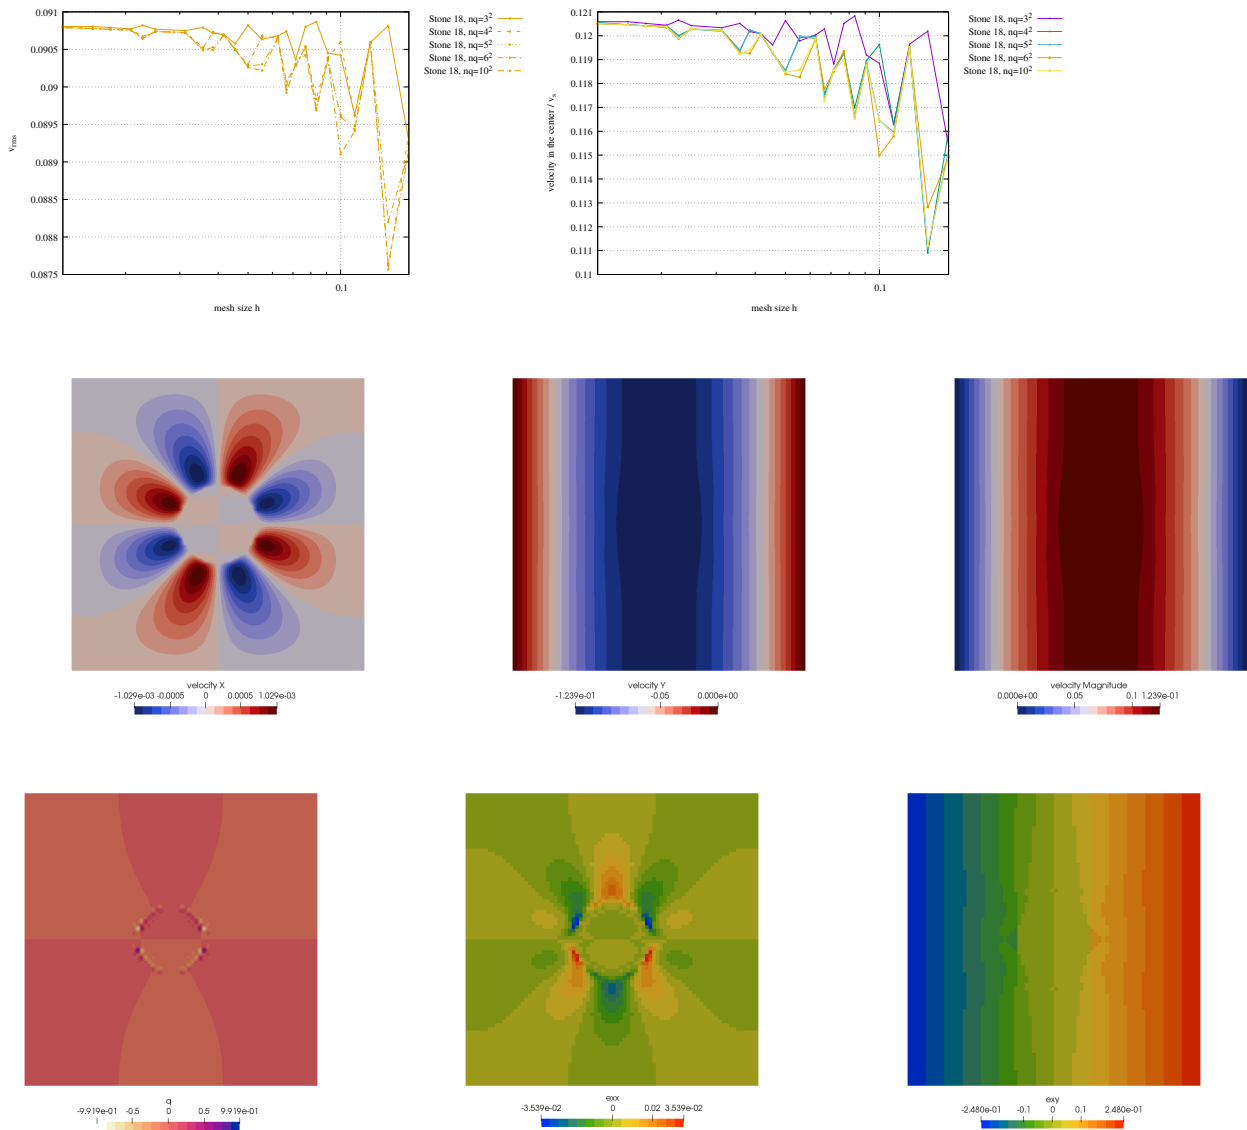 0.091
0.0905
0.09
0.0895
0.089
0.0885
0.088
0.0875
0.1
v_rms
mesh size h
Stone 18, nq=3²
Stone 18, nq=4²
Stone 18, nq=5²
Stone 18, nq=6²
Stone 18, nq=10²
0.121
0.12
0.119
0.118
0.117
0.116
0.115
0.114
0.113
0.112
0.111
0.11
0.1
velocity in the center / v_s
mesh size h
Stone 18, nq=3²
Stone 18, nq=4²
Stone 18, nq=5²
Stone 18, nq=6²
Stone 18, nq=10²
velocity X
-1.029e-03 -0.0005 0 0.0005 1.029e-03
velocity Y
-1.239e-01 -0.05 0.000e+00
velocity Magnitude
0.000e+00 0.05 0.1 1.239e-01
q
-9.919e-01 -0.5 0 0.5 9.919e-01
exx
-3.539e-02 0 0.02 3.539e-02
exy
-2.480e-01 -0.1 0 0.1 2.480e-01